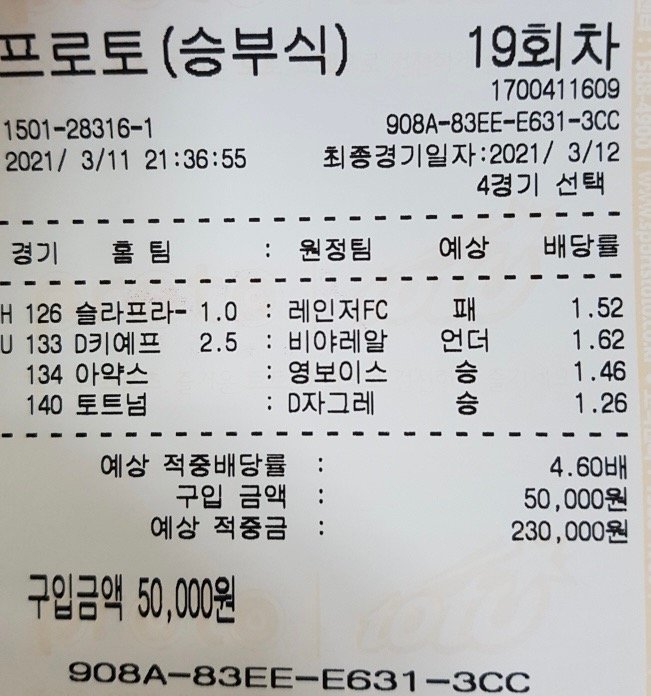 프로토(승부식) 19회차
1700411609
1501-28316-1 908A-83EE-E631-3CC
2021/ 3/11 21:36:55 최종경기일자:2021/ 3/12
4경기 선택
경기 홈 팀 : 원정팀 예상 배당률
H 126 슬라프라- 1.0 : 레인저FC 패 1.52
U 133 D키예프 2.5 : 비야레알 언더 1.62
134 아약스 : 영보이스 승 1.46
140 토트넘 : D자그레 승 1.26
예상 적중배당률 : 4.60배
구입 금액 : 50,000원
예상 적중금 : 230,000원
구입금액 50,000원
908A-83EE-E631-3CC